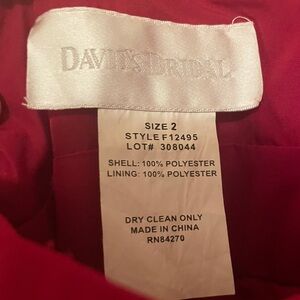 DAVID'S BRIDAL
SIZE 2
STYLE F12495
LOT# 308044
SHELL: 100% POLYESTER
LINING: 100% POLYESTER
DRY CLEAN ONLY
MADE IN CHINA
RN84270